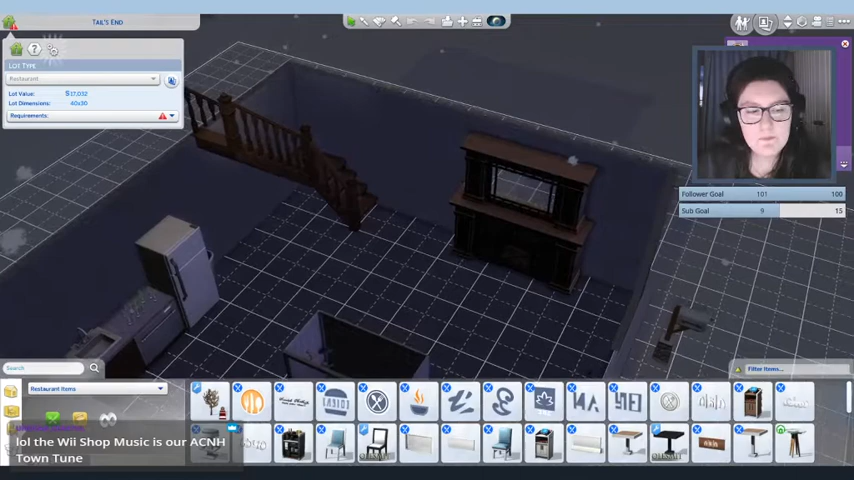 TAIL'S END
LOT TYPE
Restaurant
Lot Value: §17,032
Lot Dimensions: 40x30
Requirements:
Follower Goal 101 100
Sub Goal 9 15
Search
Filter Items...
Restaurant Items
lol the Wii Shop Music is our ACNH
Town Tune